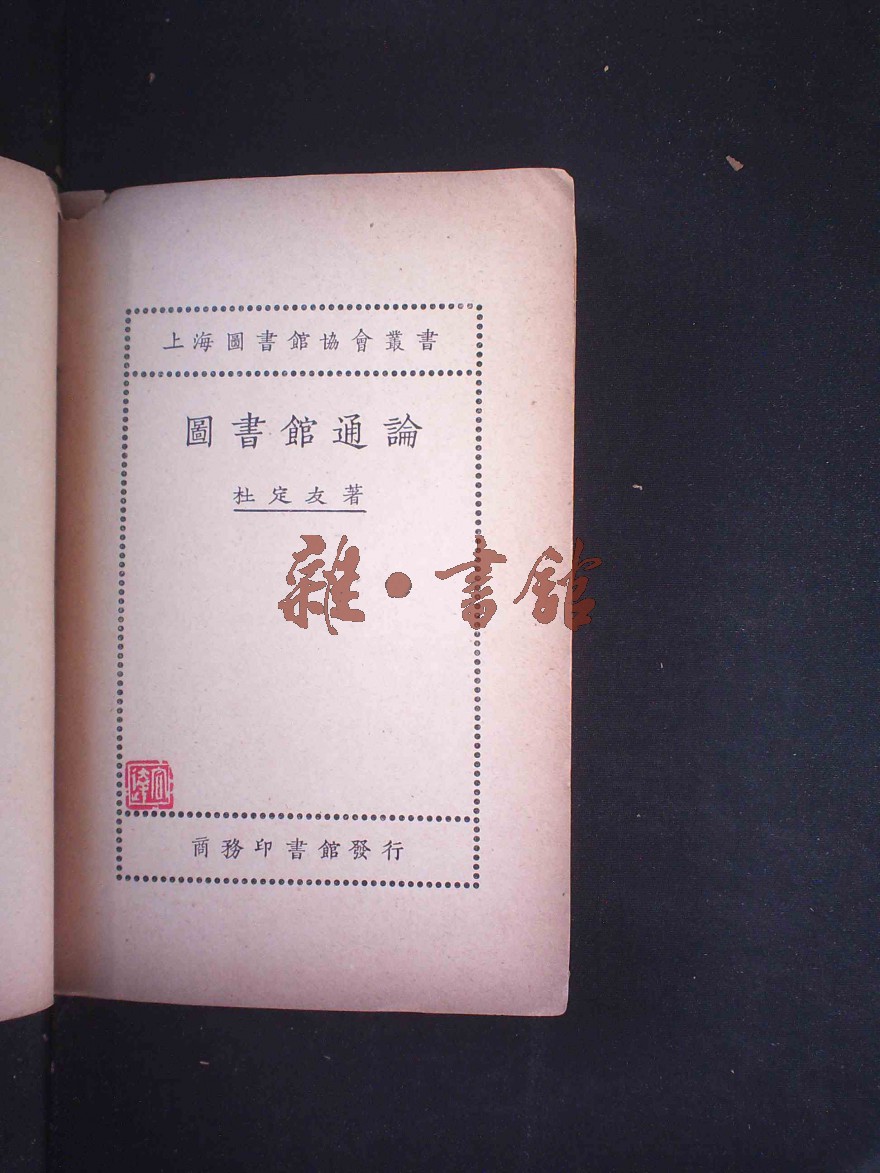 上海圖書館協會叢書
圖書館通論
杜定友著
雜·書館
商務印書館發行